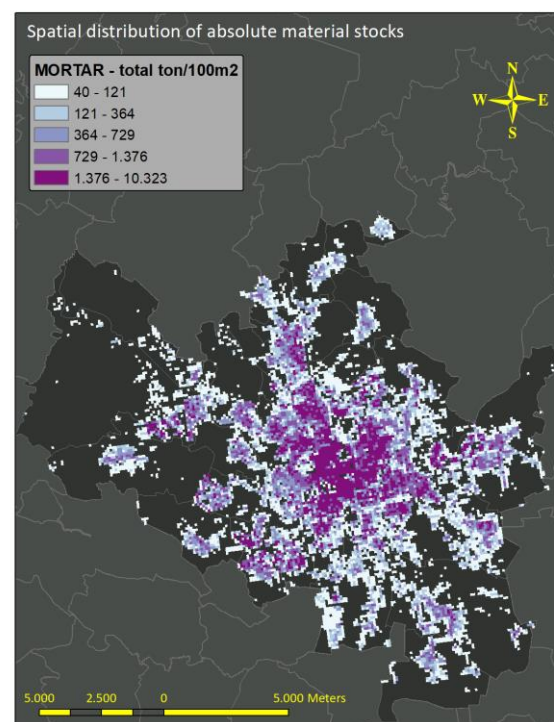 Spatial distribution of absolute material stocks
MORTAR - total ton/100m2
40 - 121
121 - 364
364 - 729
729 - 1.376
1.376 - 10.323
N
W E
S
5.000 2.500 0 5.000 Meters